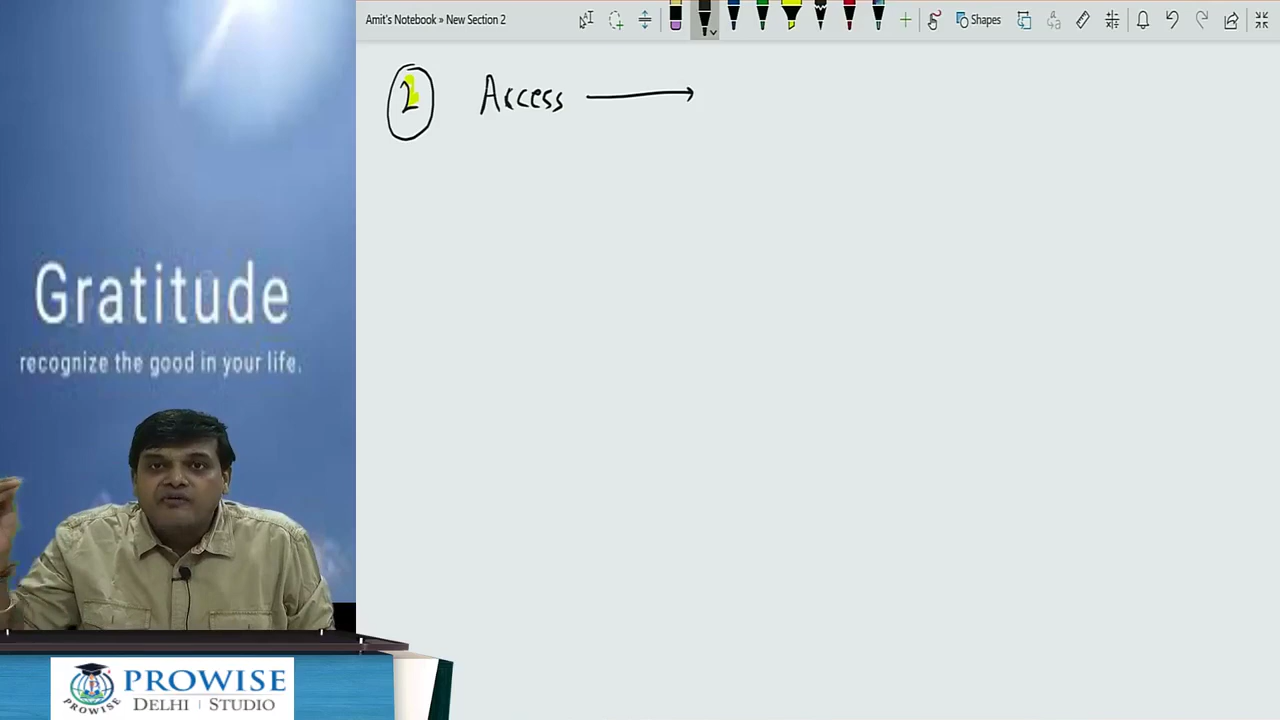 Amit's Notebook » New Section 2
Shapes
2 Access →
Gratitude
recognize the good in your life.
PROWISE
PROWISE
DELHI | STUDIO